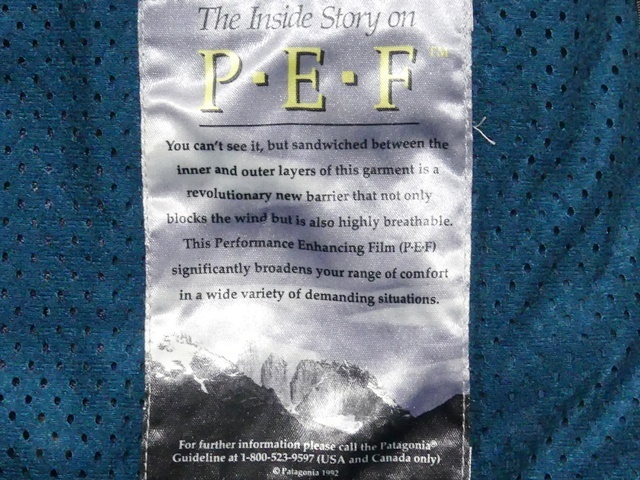 The Inside Story on
P·E·F™
You can't see it, but sandwiched between the
inner and outer layers of this garment is a
revolutionary new barrier that not only
blocks the wind but is also highly breathable.
This Performance Enhancing Film (P·E·F)
significantly broadens your range of comfort
in a wide variety of demanding situations.
For further information please call the Patagonia®
Guideline at 1-800-523-9597 (USA and Canada only)
© Patagonia 1992